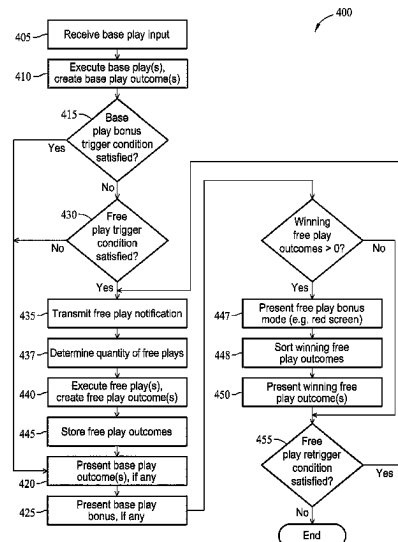 400
405
Receive base play input
410
Execute base play(s),
create base play outcome(s)
415
Base
play bonus
trigger condition
satisfied?
Yes
No
430
Free
play trigger
condition
satisfied?
No
Yes
435
Transmit free play notification
437
Determine quantity of free plays
440
Execute free play(s),
create free play outcome(s)
445
Store free play outcomes
420
Present base play
outcome(s), if any
425
Present base play
bonus, if any
Winning
free play
outcomes > 0?
No
Yes
447
Present free play bonus
mode (e.g. red screen)
448
Sort winning free
play outcomes
450
Present winning free
play outcome(s)
455
Free
play retrigger
condition
satisfied?
Yes
No
End